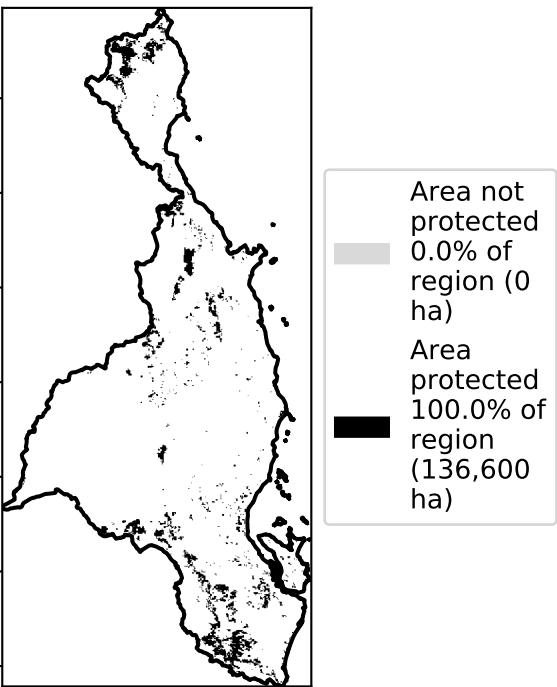 Area not
protected
0.0% of
region (0
ha)
Area
protected
100.0% of
region
(136,600
ha)